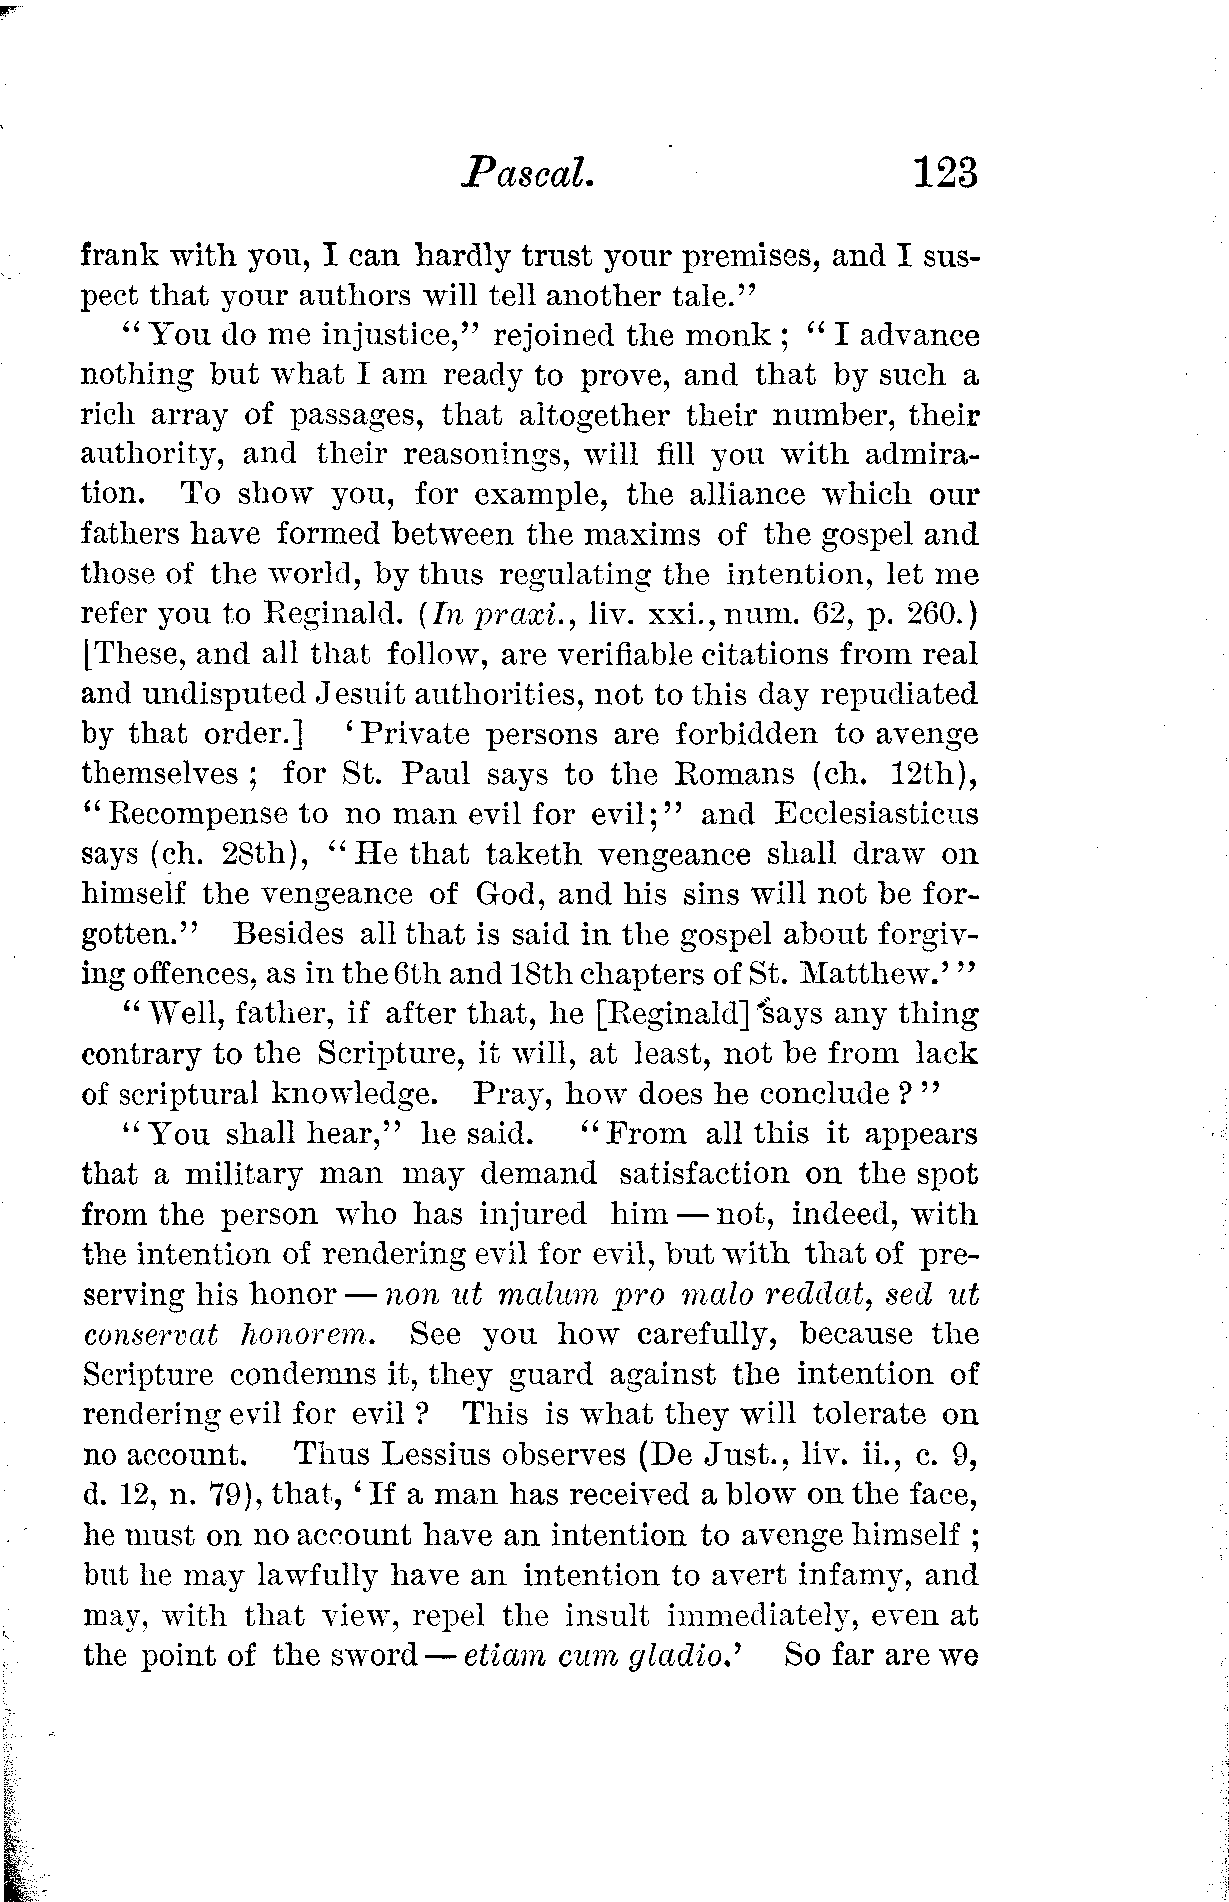 Pascal. 123
frank with you, I can hardly trust your premises, and I sus-
pect that your authors will tell another tale."
"You do me injustice," rejoined the monk; "I advance
nothing but what I am ready to prove, and that by such a
rich array of passages, that altogether their number, their
authority, and their reasonings, will fill you with admira-
tion. To show you, for example, the alliance which our
fathers have formed between the maxims of the gospel and
those of the world, by thus regulating the intention, let me
refer you to Reginald. (In praxi., liv. xxi., num. 62, p. 260.)
[These, and all that follow, are verifiable citations from real
and undisputed Jesuit authorities, not to this day repudiated
by that order.] 'Private persons are forbidden to avenge
themselves; for St. Paul says to the Romans (ch. 12th),
"Recompense to no man evil for evil;" and Ecclesiasticus
says (ch. 28th), "He that taketh vengeance shall draw on
himself the vengeance of God, and his sins will not be for-
gotten." Besides all that is said in the gospel about forgiv-
ing offences, as in the 6th and 18th chapters of St. Matthew.'"
"Well, father, if after that, he [Reginald] says any thing
contrary to the Scripture, it will, at least, not be from lack
of scriptural knowledge. Pray, how does he conclude?"
"You shall hear," he said. "From all this it appears
that a military man may demand satisfaction on the spot
from the person who has injured him — not, indeed, with
the intention of rendering evil for evil, but with that of pre-
serving his honor — non ut malum pro malo reddat, sed ut
conservat honorem. See you how carefully, because the
Scripture condemns it, they guard against the intention of
rendering evil for evil? This is what they will tolerate on
no account. Thus Lessius observes (De Just., liv. ii., c. 9,
d. 12, n. 79), that, 'If a man has received a blow on the face,
he must on no account have an intention to avenge himself;
but he may lawfully have an intention to avert infamy, and
may, with that view, repel the insult immediately, even at
the point of the sword — etiam cum gladio.' So far are we